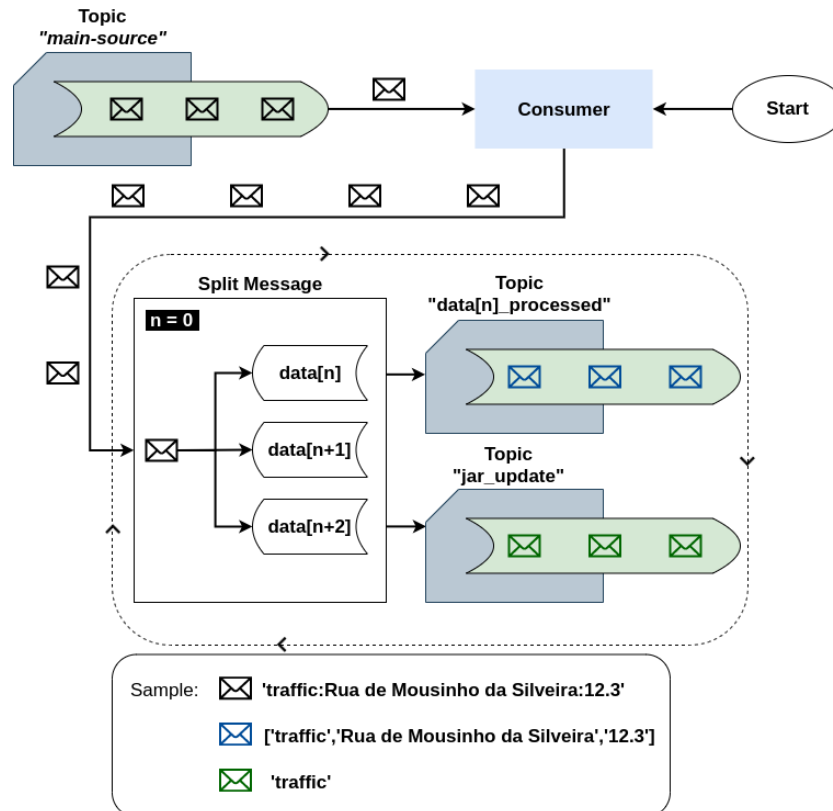 Topic
"main-source"
Consumer
Start
Split Message
n = 0
data[n]
data[n+1]
data[n+2]
Topic
"data[n]_processed"
Topic
"jar_update"
Sample:
'traffic:Rua de Mousinho da Silveira:12.3'
['traffic','Rua de Mousinho da Silveira','12.3']
'traffic'